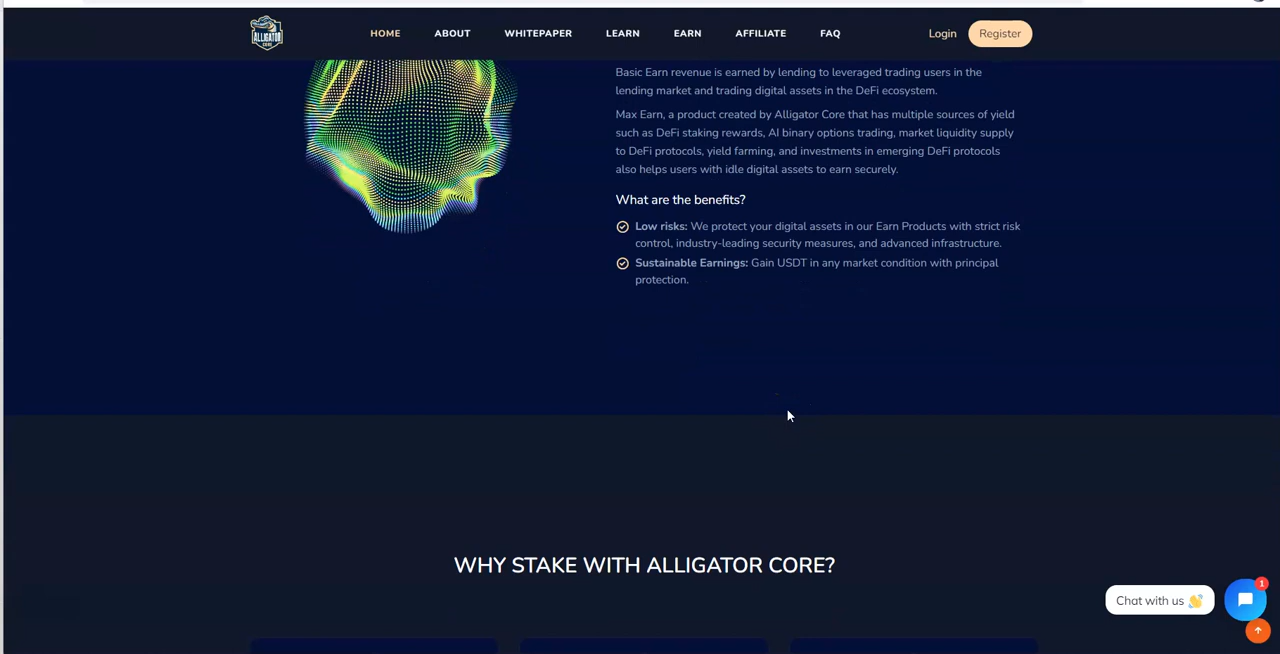 ALLIGATOR
CORE
HOME ABOUT WHITEPAPER LEARN EARN AFFILIATE FAQ Login Register
Basic Earn revenue is earned by lending to leveraged trading users in the
lending market and trading digital assets in the DeFi ecosystem.
Max Earn, a product created by Alligator Core that has multiple sources of yield
such as DeFi staking rewards, AI binary options trading, market liquidity supply
to DeFi protocols, yield farming, and investments in emerging DeFi protocols
also helps users with idle digital assets to earn securely.
What are the benefits?
Low risks: We protect your digital assets in our Earn Products with strict risk
control, industry-leading security measures, and advanced infrastructure.
Sustainable Earnings: Gain USDT in any market condition with principal
protection.
WHY STAKE WITH ALLIGATOR CORE?
Chat with us 👋
1